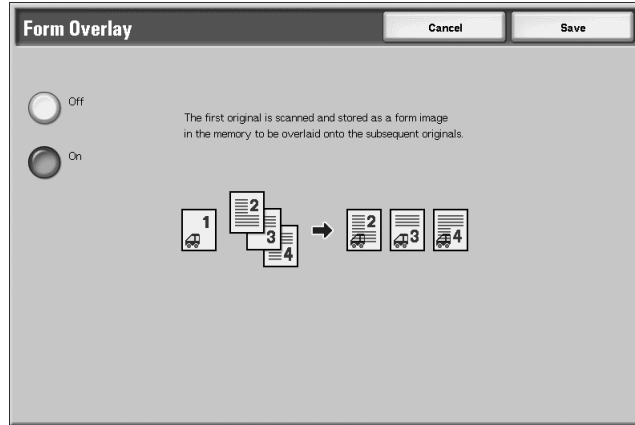 Form Overlay
Cancel
Save
Off
The first original is scanned and stored as a form image
in the memory to be overlaid onto the subsequent originals.
On
1
2
3
4
2
3
4